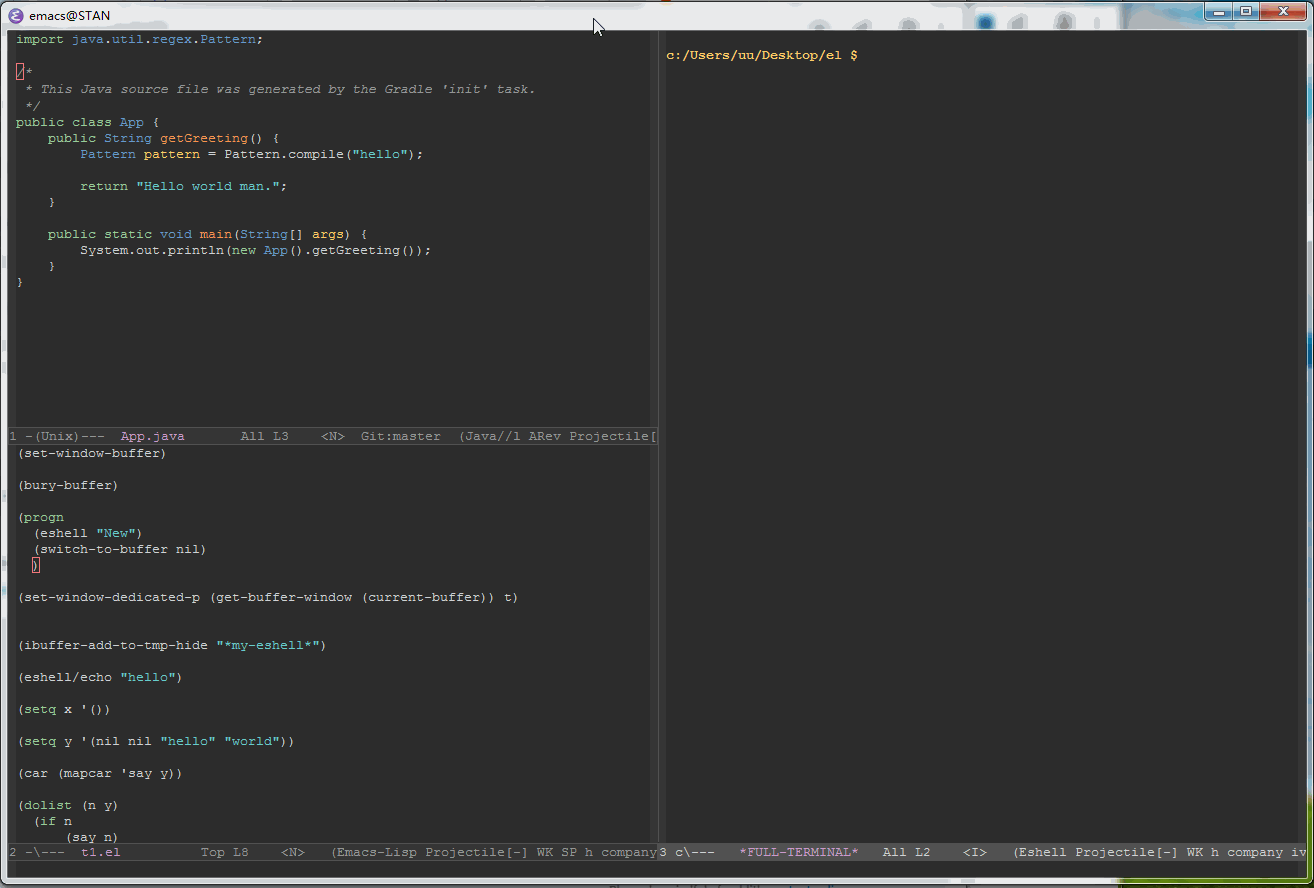 emacs@STAN
import java.util.regex.Pattern;
/*
 * This Java source file was generated by the Gradle 'init' task.
 */
public class App {
    public String getGreeting() {
        Pattern pattern = Pattern.compile("hello");
        return "Hello world man.";
    }
    public static void main(String[] args) {
        System.out.println(new App().getGreeting());
    }
}
1 -(Unix)---  App.java       All L3    <N>  Git:master  (Java//l ARev Projectile[
(set-window-buffer)
(bury-buffer)
(progn
  (eshell "New")
  (switch-to-buffer nil)
  )
(set-window-dedicated-p (get-buffer-window (current-buffer)) t)
(ibuffer-add-to-tmp-hide "*my-eshell*")
(eshell/echo "hello")
(setq x '())
(setq y '(nil nil "hello" "world"))
(car (mapcar 'say y))
(dolist (n y)
  (if n
      (say n)
2 -\---  t1.el          Top L8    <N>   (Emacs-Lisp Projectile[-] WK SP h company
c:/Users/uu/Desktop/el $
3 c\---   *FULL-TERMINAL*   All L2    <I>   (Eshell Projectile[-] WK h company iv